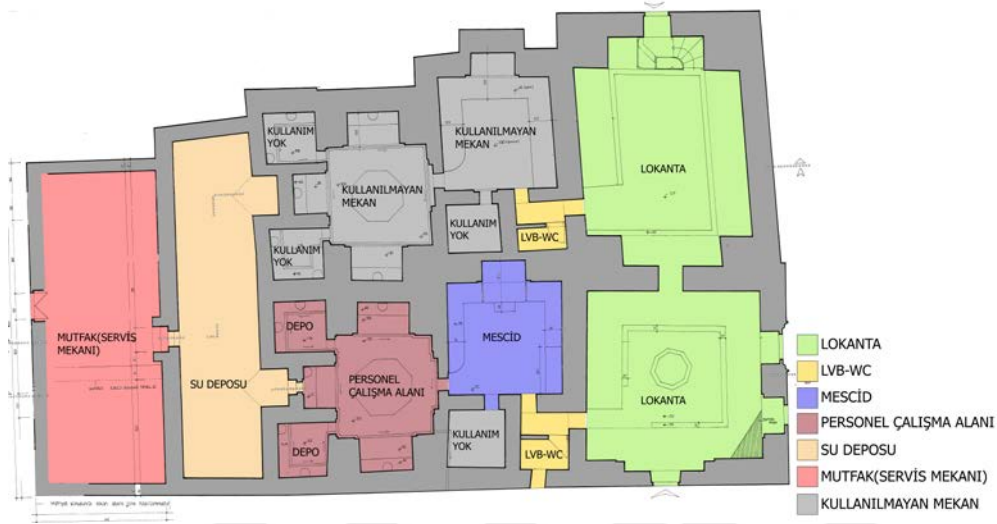 KULLANIM
YOK
KULLANILMAYAN
MEKAN
LOKANTA
KULLANILMAYAN
MEKAN
KULLANIM
YOK
KULLANIM
YOK
LVB-WC
MUTFAK(SERVİS
MEKANI)
DEPO
MESCİD
SU DEPOSU
PERSONEL
ÇALIŞMA ALANI
LOKANTA
KULLANIM
YOK
DEPO
LVB-WC
LOKANTA
LVB-WC
MESCİD
PERSONEL ÇALIŞMA ALANI
SU DEPOSU
MUTFAK(SERVİS MEKANI)
KULLANILMAYAN MEKAN
A